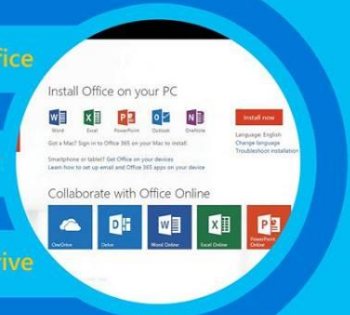 fice
Install Office on your PC
Word Excel PowerPoint Outlook OneNote
Install now
Got a Mac? Sign in to Office 365 on your Mac to install.
Language: English
Change language
Troubleshoot installation
Smartphone or tablet? Get Office on your devices
Learn how to set up email and Office 365 apps on your device
Collaborate with Office Online
OneDrive Delve Word Online Excel Online PowerPoint Online
ive